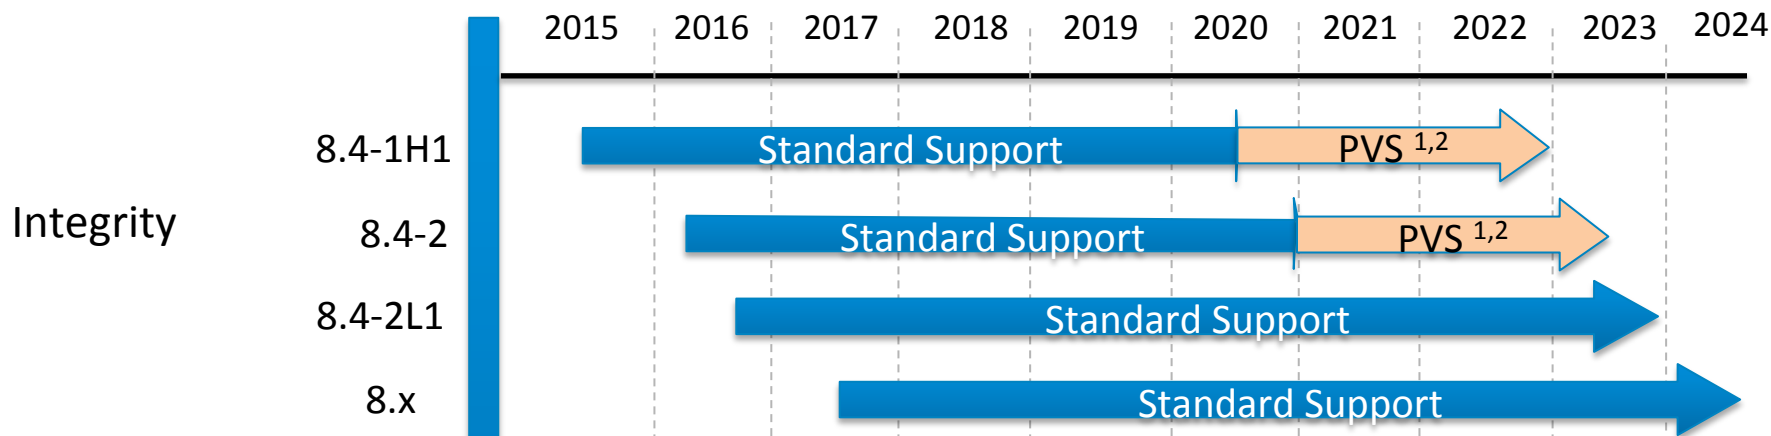 2015 2016 2017 2018 2019 2020 2021 2022 2023 2024
8.4-1H1 Standard Support PVS 1,2
Integrity
8.4-2 Standard Support PVS 1,2
8.4-2L1 Standard Support
8.x Standard Support